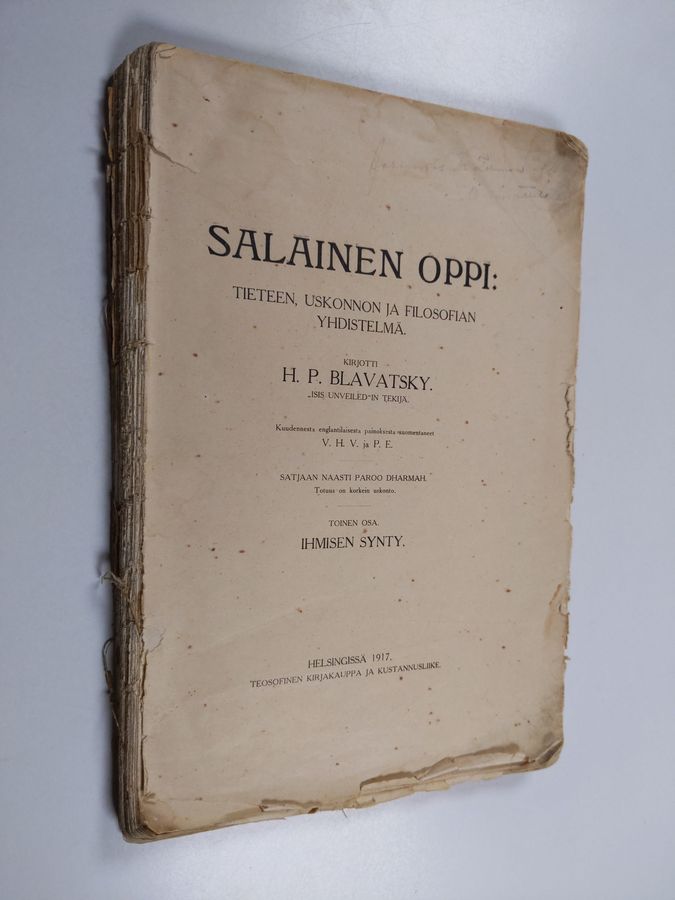 SALAINEN OPPI:
TIETEEN, USKONNON JA FILOSOFIAN
YHDISTELMÄ.
KIRJOTTI
H. P. BLAVATSKY.
„ISIS UNVEILED"IN TEKIJÄ.
Kuudennesta englantilaisesta painoksesta suomentaneet
V. H. V. ja P. E.
SATJAAN NAASTI PAROO DHARMAH.
Totuus on korkein uskonto.
TOINEN OSA.
IHMISEN SYNTY.
HELSINGISSÄ 1917.
TEOSOFINEN KIRJAKAUPPA JA KUSTANNUSLIIKE.